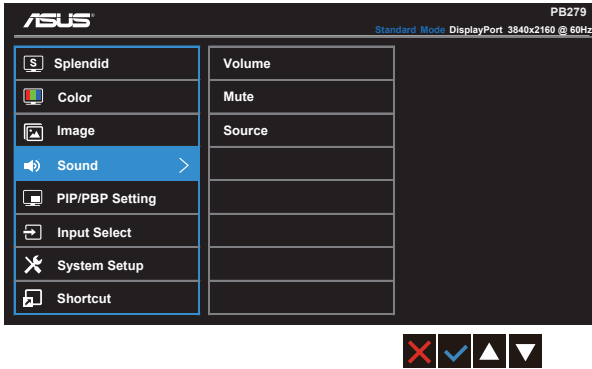 ASUS
PB279
Standard Mode DisplayPort 3840x2160 @ 60Hz
S Splendid
Color
Image
Sound
PIP/PBP Setting
Input Select
System Setup
Shortcut
Volume
Mute
Source